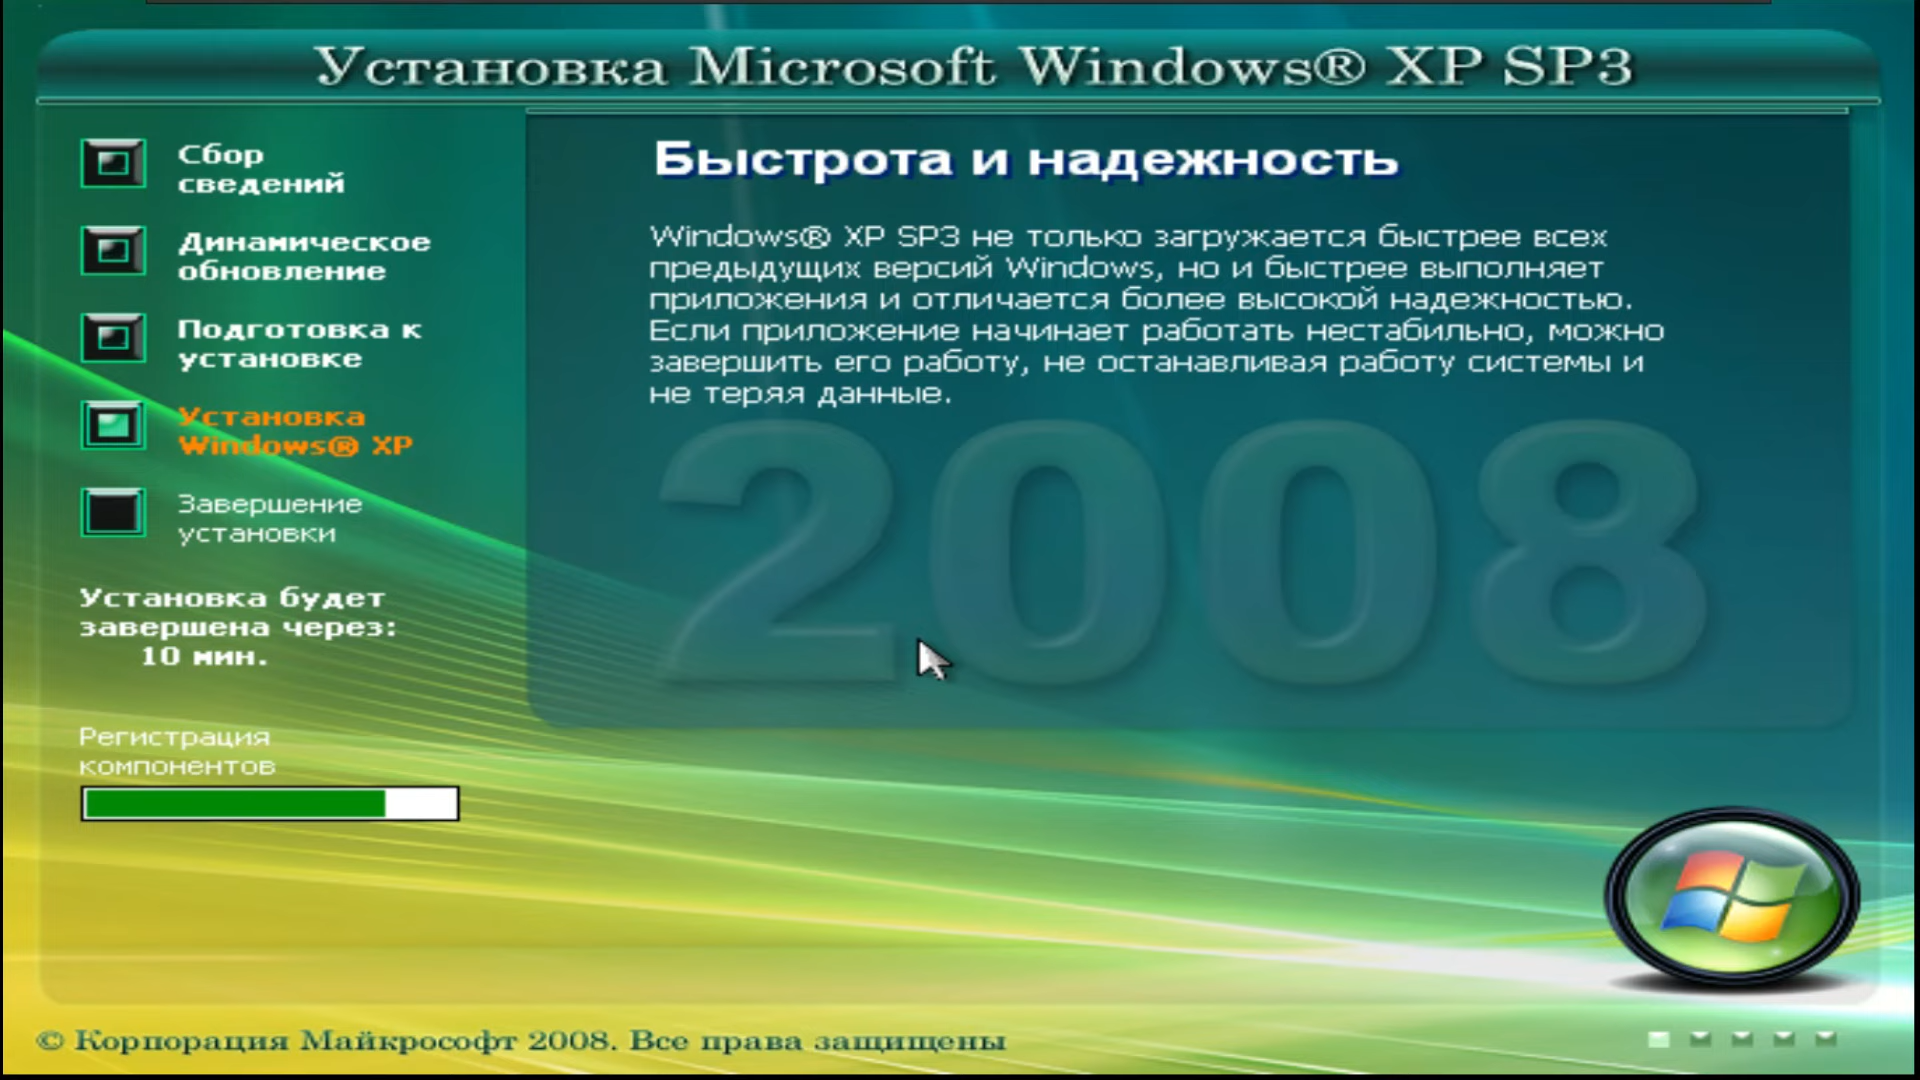 Установка Microsoft Windows® XP SP3
Сбор
сведений
Динамическое
обновление
Подготовка к
установке
Установка
Windows® XP
Завершение
установки
Установка будет
завершена через:
10 мин.
Регистрация
компонентов
Быстрота и надежность
Windows® XP SP3 не только загружается быстрее всех
предыдущих версий Windows, но и быстрее выполняет
приложения и отличается более высокой надежностью.
Если приложение начинает работать нестабильно, можно
завершить его работу, не останавливая работу системы и
не теряя данные.
2008
© Корпорация Майкрософт 2008. Все права защищены